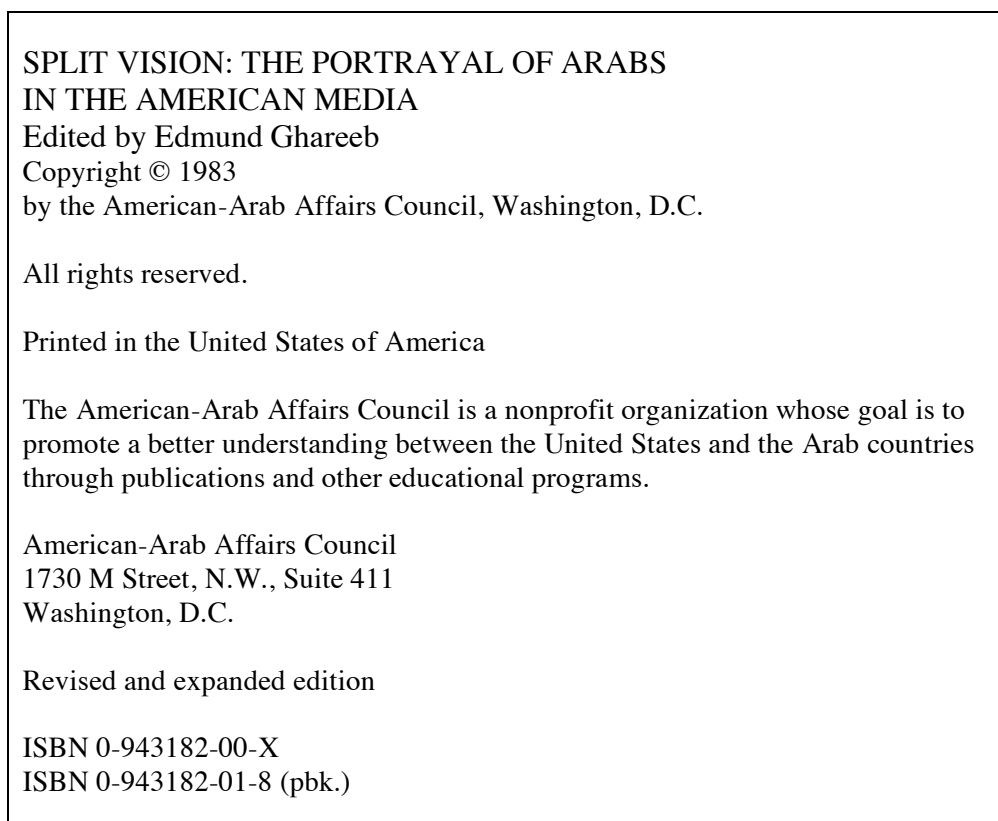 SPLIT VISION: THE PORTRAYAL OF ARABS
IN THE AMERICAN MEDIA
Edited by Edmund Ghareeb
Copyright © 1983
by the American-Arab Affairs Council, Washington, D.C.
All rights reserved.
Printed in the United States of America
The American-Arab Affairs Council is a nonprofit organization whose goal is to
promote a better understanding between the United States and the Arab countries
through publications and other educational programs.
American-Arab Affairs Council
1730 M Street, N.W., Suite 411
Washington, D.C.
Revised and expanded edition
ISBN 0-943182-00-X
ISBN 0-943182-01-8 (pbk.)